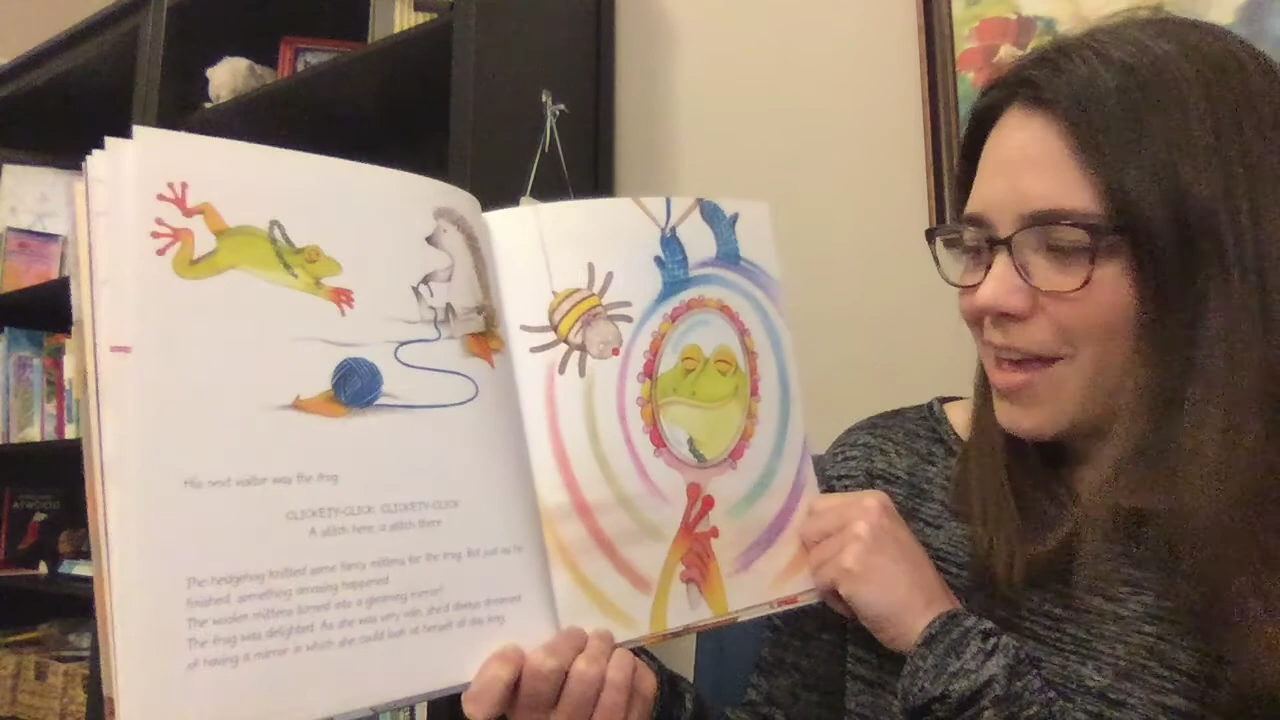 His next visitor was the frog.
CLICKETY-CLICK, CLICKETY-CLICK
A stitch here, a stitch there
The hedgehog knitted some fancy mittens for the frog. But just as he
finished, something amazing happened.
The woolen mittens turned into a gleaming mirror!
The frog was delighted. As she was very vain, she'd always dreamed
of having a mirror in which she could look at herself all day long.
ATWOOD